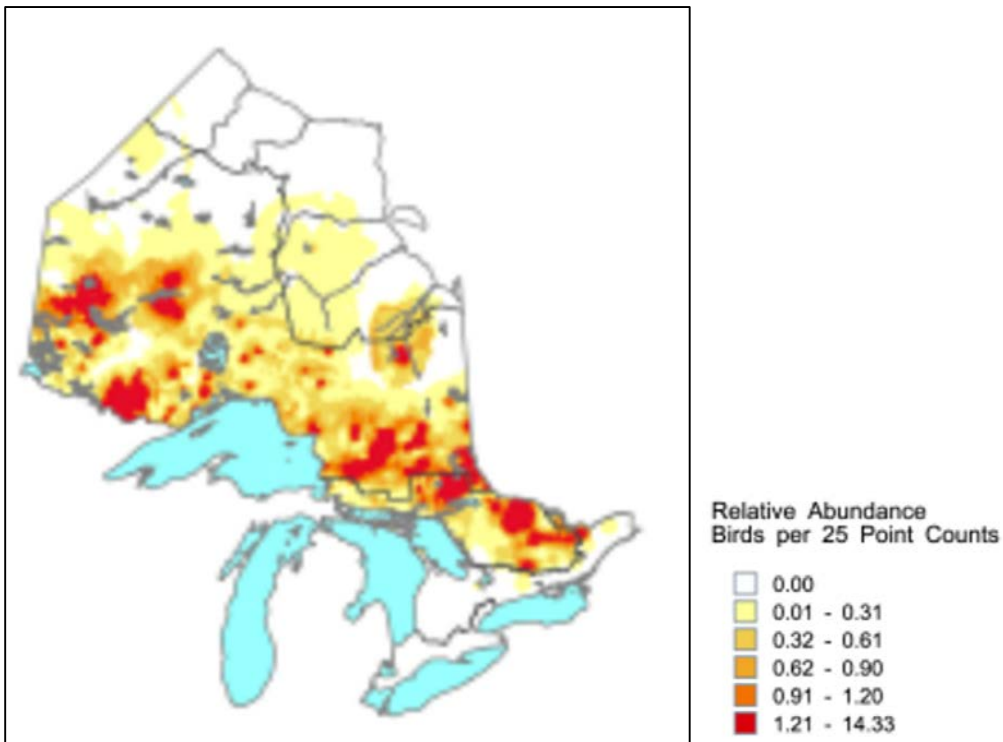 Relative Abundance
Birds per 25 Point Counts
0.00
0.01 - 0.31
0.32 - 0.61
0.62 - 0.90
0.91 - 1.20
1.21 - 14.33